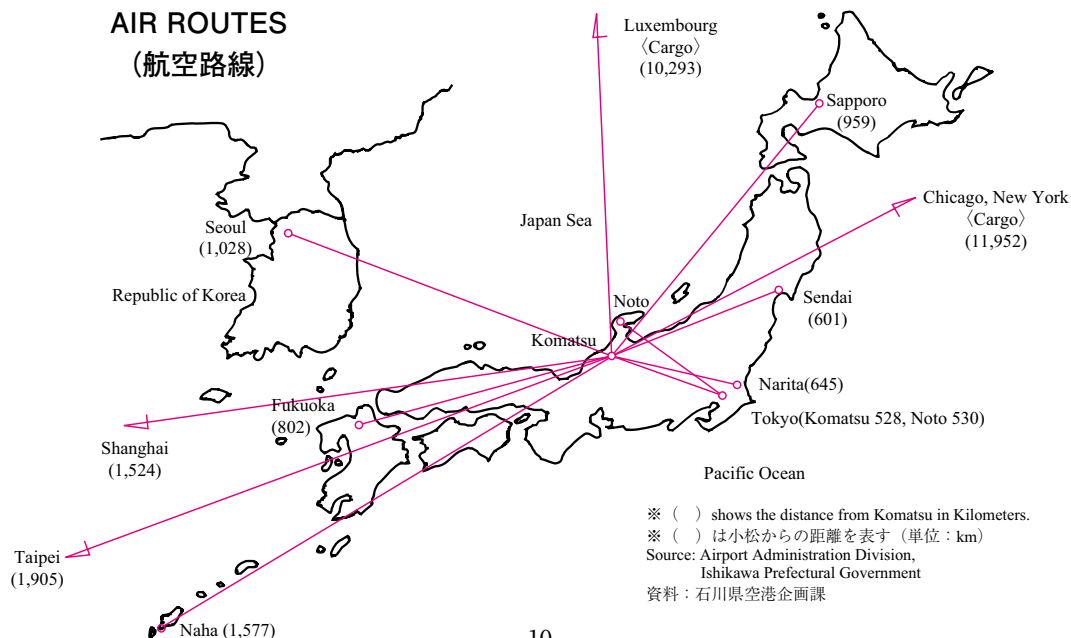 AIR ROUTES
(航空路線)
Luxembourg
〈Cargo〉
(10,293)
Sapporo
(959)
Chicago, New York
〈Cargo〉
(11,952)
Japan Sea
Seoul
(1,028)
Republic of Korea
Noto
Sendai
(601)
Komatsu
Narita(645)
Tokyo(Komatsu 528, Noto 530)
Fukuoka
(802)
Shanghai
(1,524)
Pacific Ocean
Taipei
(1,905)
Naha (1,577)
※ (　) shows the distance from Komatsu in Kilometers.
※ (　) は小松からの距離を表す (単位:km)
Source: Airport Administration Division,
Ishikawa Prefectural Government
資料:石川県空港企画課
10